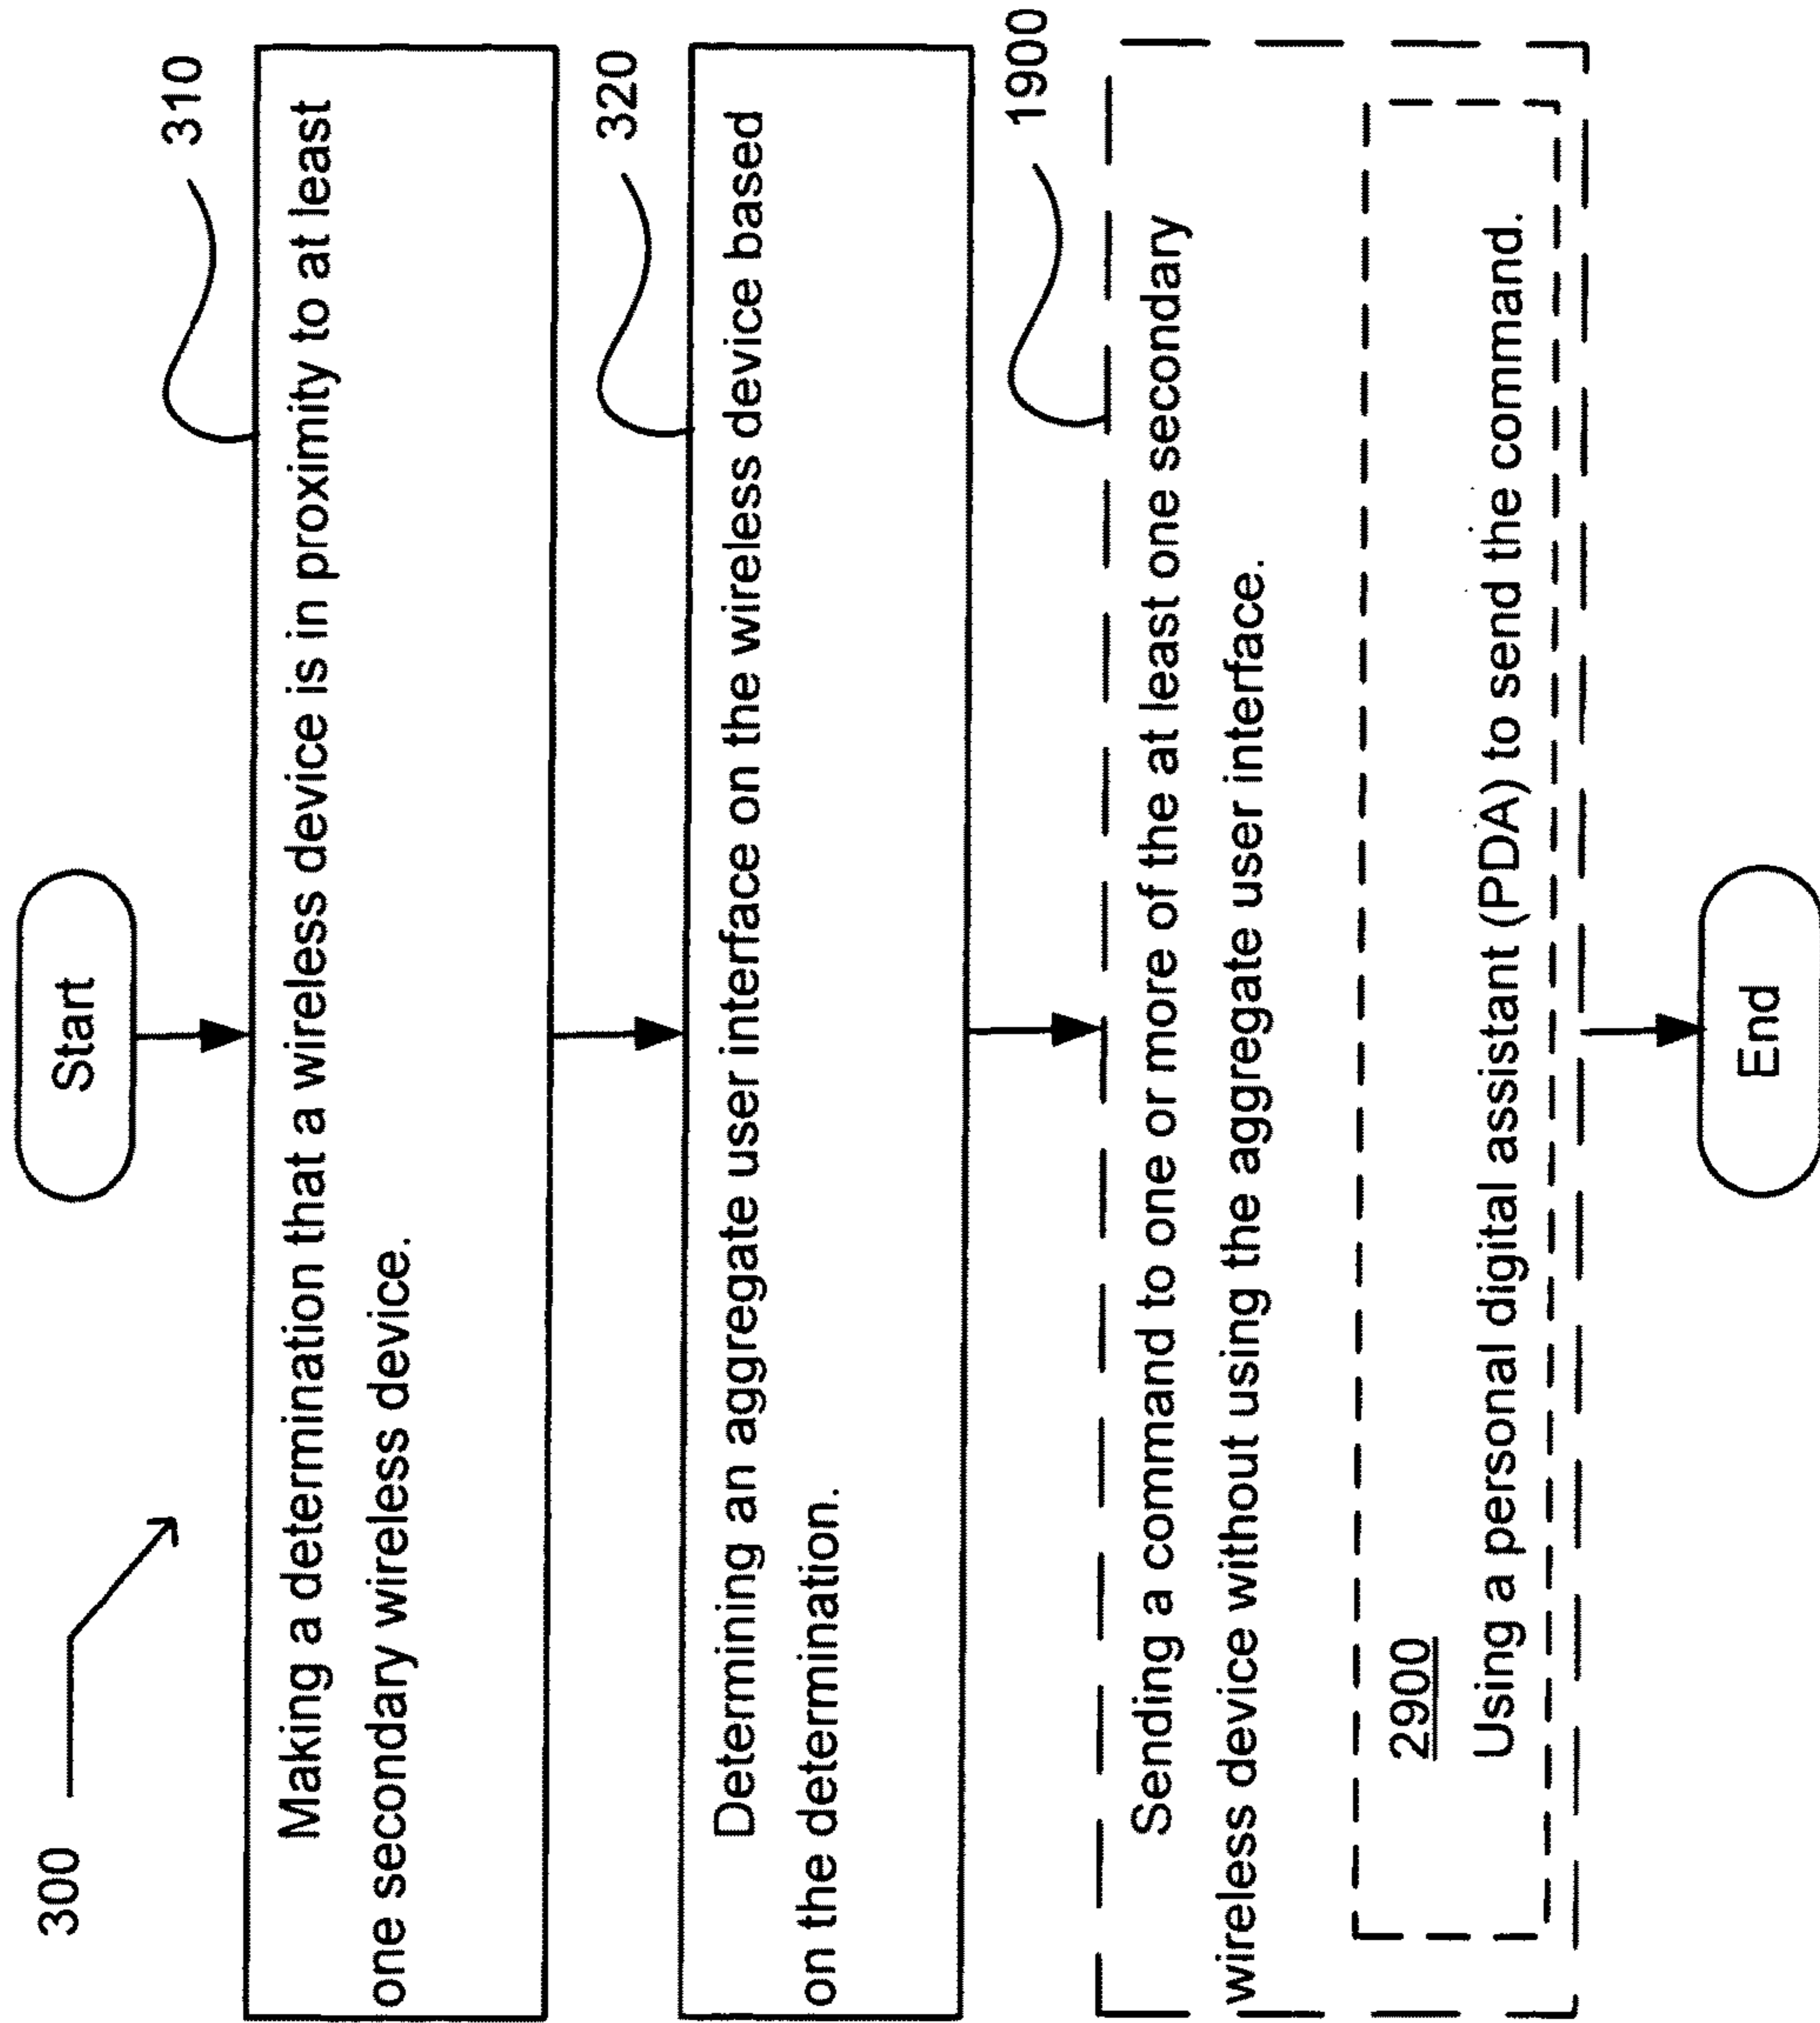 300
Start
310
Making a determination that a wireless device is in proximity to at least
one secondary wireless device.
320
Determining an aggregate user interface on the wireless device based
on the determination.
1900
Sending a command to one or more of the at least one secondary
wireless device without using the aggregate user interface.
2900
Using a personal digital assistant (PDA) to send the command.
End